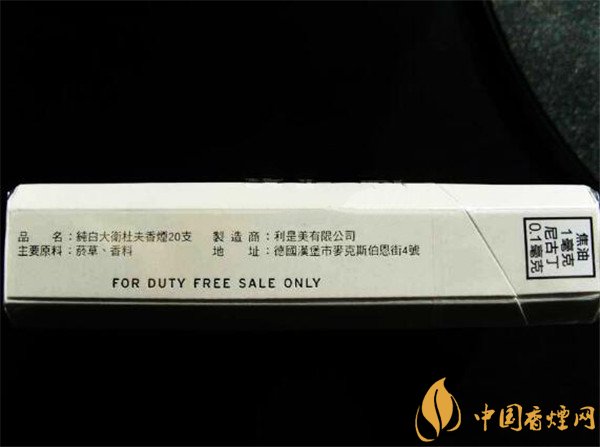 品 名：純白大衛杜夫香煙20支 製造商：利是美有限公司
主要原料：菸草、香料 地 址：德國漢堡市麥克斯伯恩街4號
FOR DUTY FREE SALE ONLY
焦油
1毫克
尼古丁
0.1毫克
中国香烟网